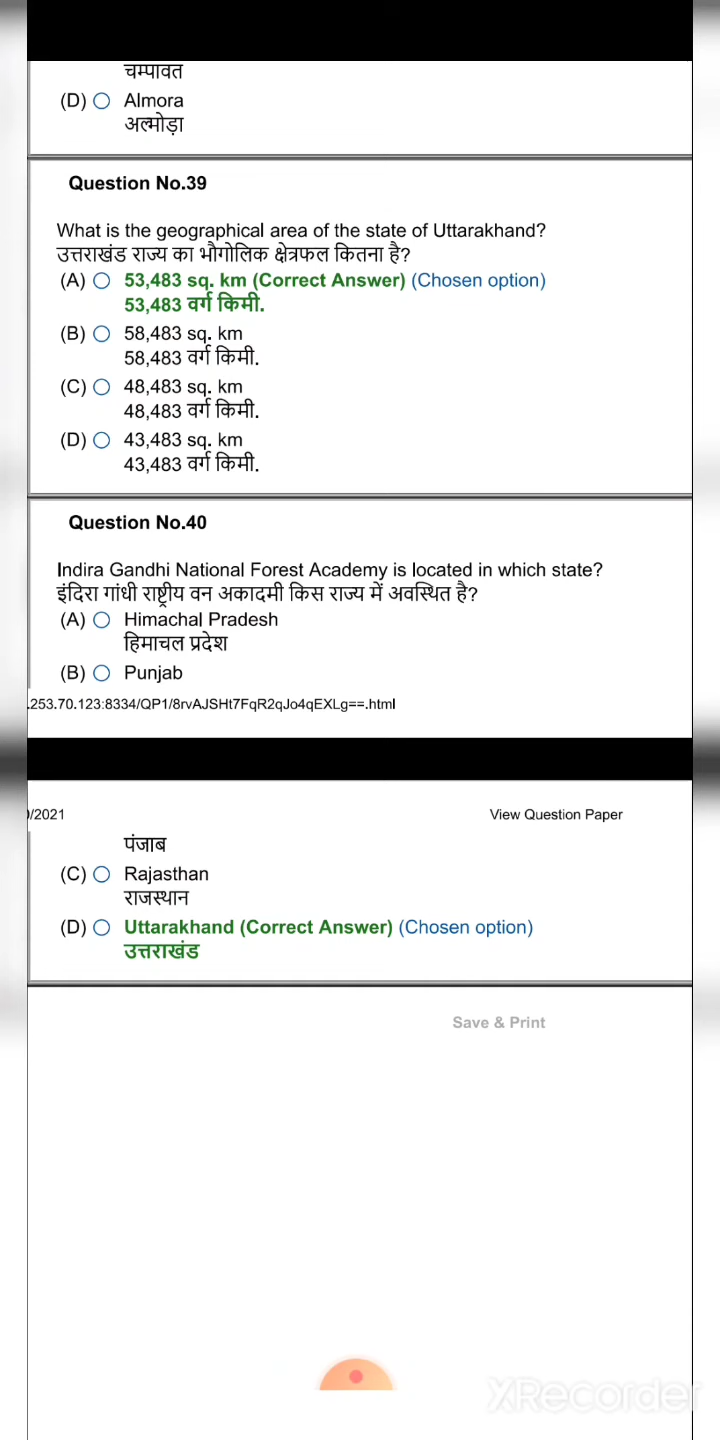 चम्पावत
(D) Almora
अल्मोड़ा
Question No.39
What is the geographical area of the state of Uttarakhand?
उत्तराखंड राज्य का भौगोलिक क्षेत्रफल कितना है?
(A) 53,483 sq. km (Correct Answer) (Chosen option)
53,483 वर्ग किमी.
(B) 58,483 sq. km
58,483 वर्ग किमी.
(C) 48,483 sq. km
48,483 वर्ग किमी.
(D) 43,483 sq. km
43,483 वर्ग किमी.
Question No.40
Indira Gandhi National Forest Academy is located in which state?
इंदिरा गांधी राष्ट्रीय वन अकादमी किस राज्य में अवस्थित है?
(A) Himachal Pradesh
हिमाचल प्रदेश
(B) Punjab
.253.70.123:8334/QP1/8rvAJSHt7FqR2qJo4qEXLg==.html
/2021 View Question Paper
पंजाब
(C) Rajasthan
राजस्थान
(D) Uttarakhand (Correct Answer) (Chosen option)
उत्तराखंड
Save & Print
XRecorder